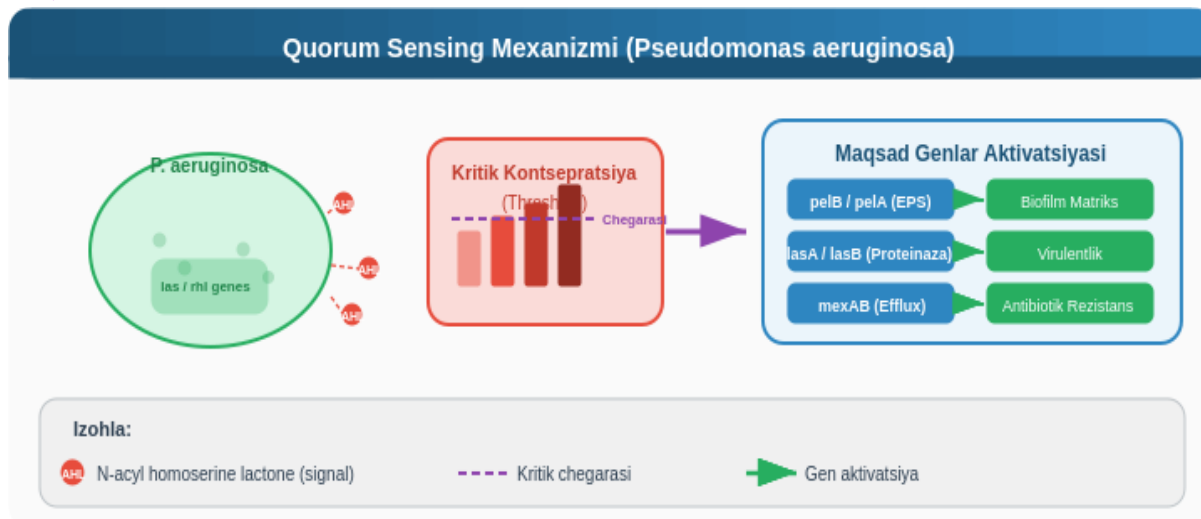 Quorum Sensing Mexanizmi (Pseudomonas aeruginosa)
P. aeruginosa
las / rhl genes
AHL
AHL
AHL
Kritik Kontsepratsiya
(Threshold)
Chegarasi
Maqsad Genlar Aktivatsiyasi
pelB / pelA (EPS)
Biofilm Matriks
lasA / lasB (Proteinaza)
Virulentlik
mexAB (Efflux)
Antibiotik Rezistans
Izohla:
AHL
N-acyl homoserine lactone (signal)
Kritik chegarasi
Gen aktivatsiya